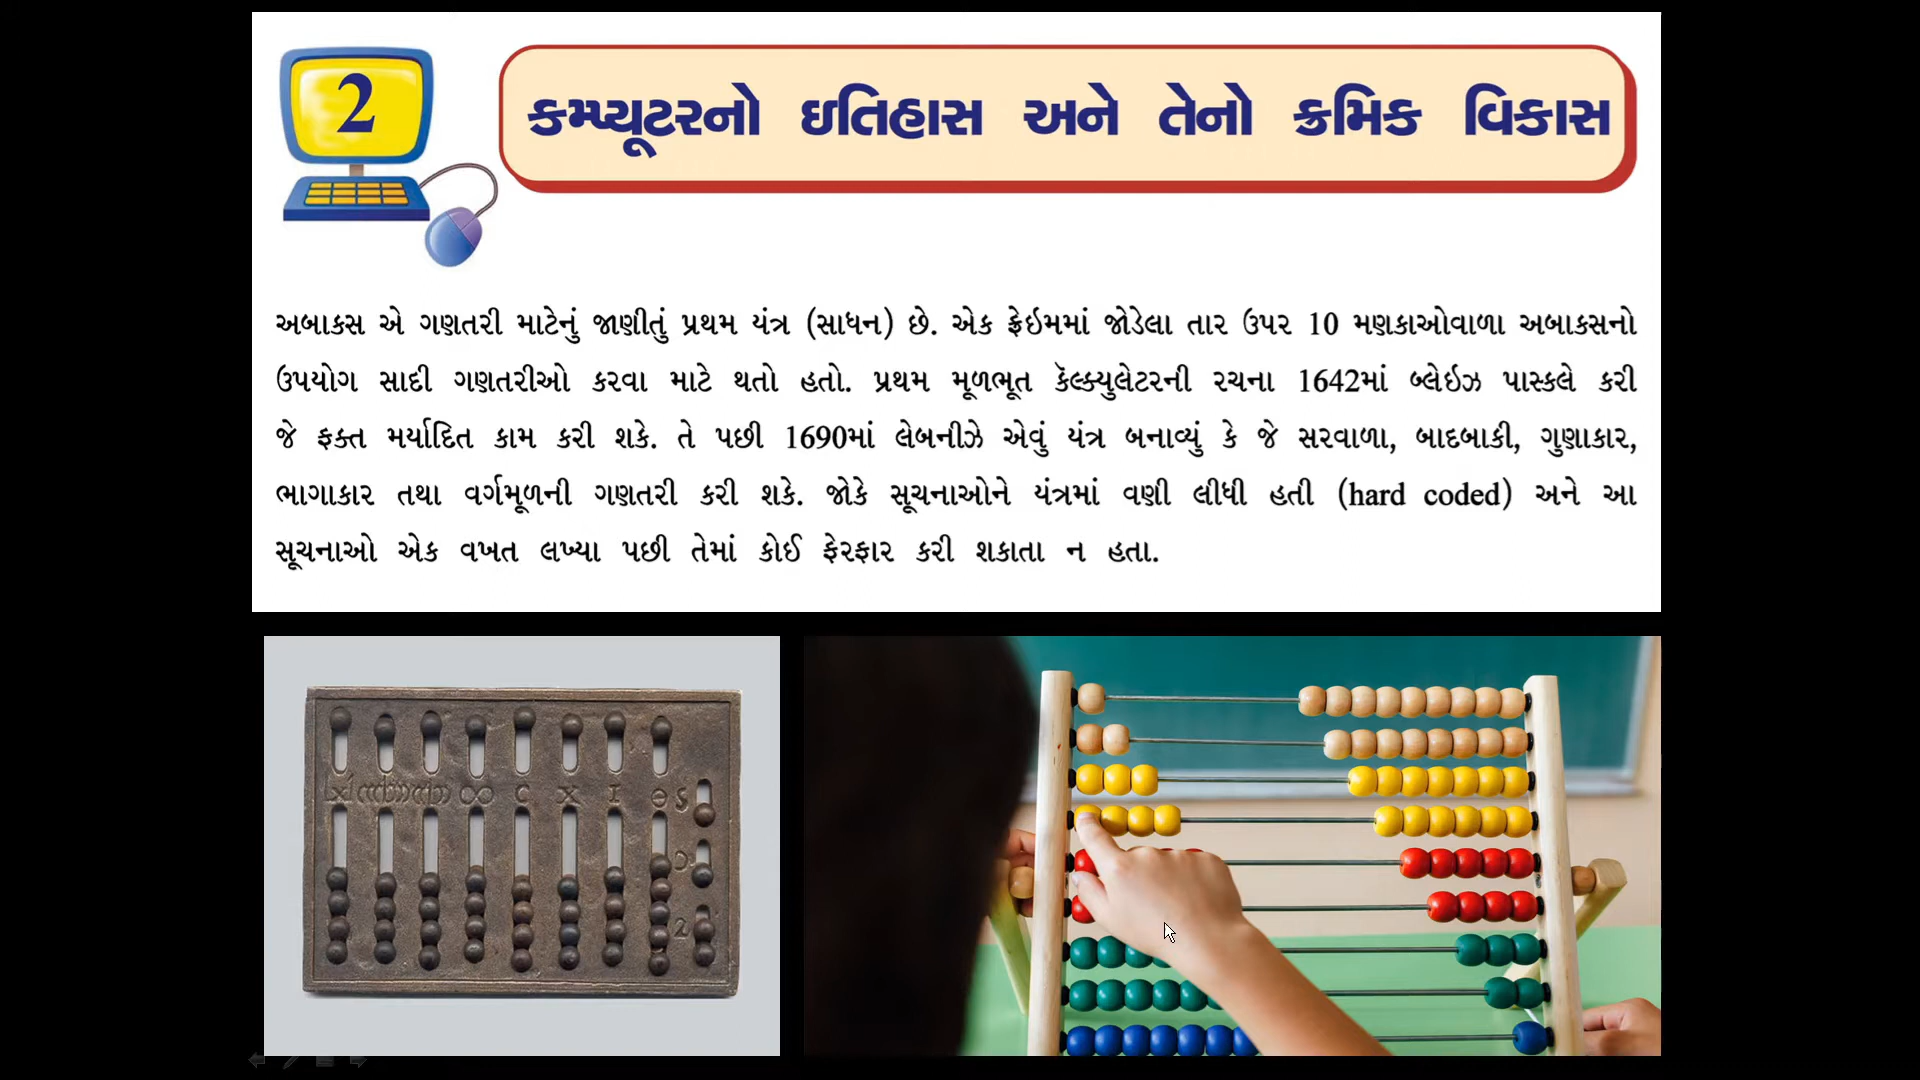 2
કમ્પ્યૂટરનો ઇતિહાસ અને તેનો ક્રમિક વિકાસ
અબાકસ એ ગણતરી માટેનું જાણીતું પ્રથમ યંત્ર (સાધન) છે. એક ફ્રેઇમમાં જોડેલા તાર ઉપર 10 મણકાઓવાળા અબાકસનો
ઉપયોગ સાદી ગણતરીઓ કરવા માટે થતો હતો. પ્રથમ મૂળભૂત કૅલ્ક્યુલેટરની રચના 1642માં બ્લેઇઝ પાસ્કલે કરી
જે ફક્ત મર્યાદિત કામ કરી શકે. તે પછી 1690માં લેબનીઝે એવું યંત્ર બનાવ્યું કે જે સરવાળા, બાદબાકી, ગુણાકાર,
ભાગાકાર તથા વર્ગમૂળની ગણતરી કરી શકે. જોકે સૂચનાઓને યંત્રમાં વણી લીધી હતી (hard coded) અને આ
સૂચનાઓ એક વખત લખ્યા પછી તેમાં કોઈ ફેરફાર કરી શકાતા ન હતા.